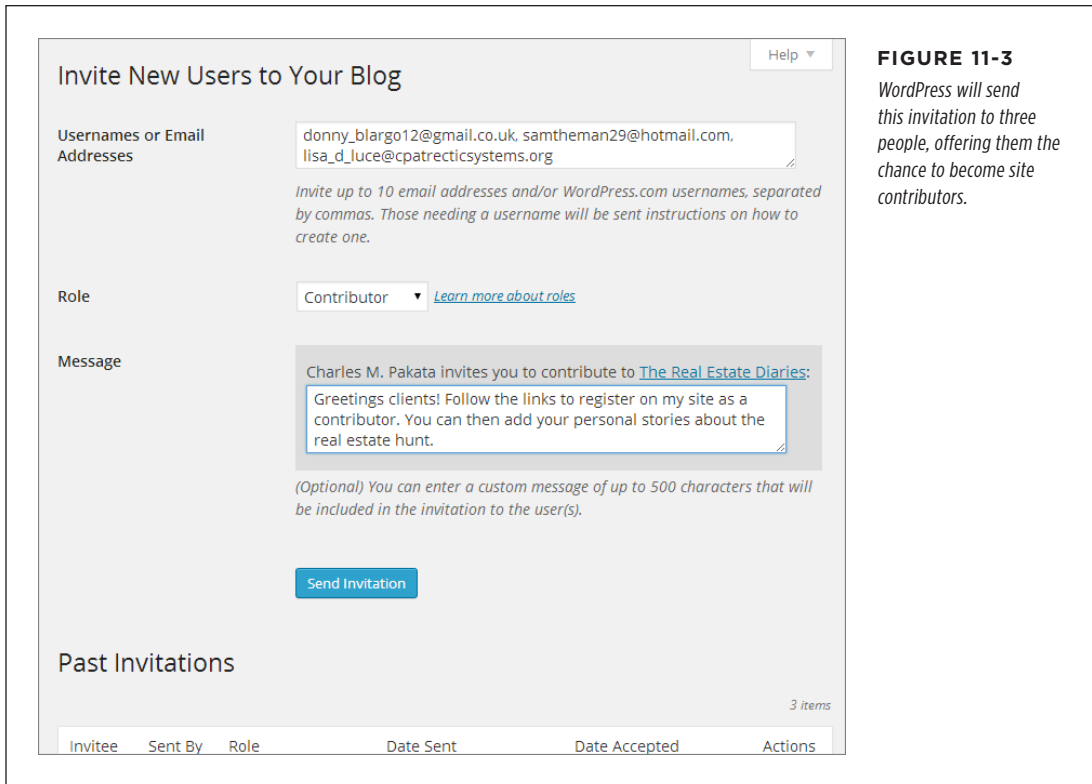 Help ▼
Invite New Users to Your Blog
Usernames or Email
Addresses
donny_blargo12@gmail.co.uk, samtheman29@hotmail.com,
lisa_d_luce@cpatrecticsystems.org
Invite up to 10 email addresses and/or WordPress.com usernames, separated
by commas. Those needing a username will be sent instructions on how to
create one.
Role
Contributor ▼ Learn more about roles
Message
Charles M. Pakata invites you to contribute to The Real Estate Diaries:
Greetings clients! Follow the links to register on my site as a
contributor. You can then add your personal stories about the
real estate hunt.
(Optional) You can enter a custom message of up to 500 characters that will
be included in the invitation to the user(s).
Send Invitation
Past Invitations
3 items
Invitee Sent By Role Date Sent Date Accepted Actions
FIGURE 11-3
WordPress will send
this invitation to three
people, offering them the
chance to become site
contributors.